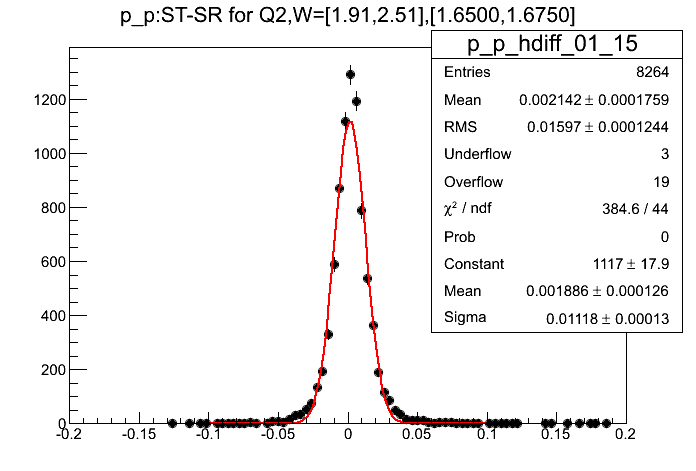 p_p:ST-SR for Q2,W=[1.91,2.51],[1.6500,1.6750]
p_p_hdiff_01_15
Entries 8264
Mean 0.002142 ± 0.0001759
RMS 0.01597 ± 0.0001244
Underflow 3
Overflow 19
χ² / ndf 384.6 / 44
Prob 0
Constant 1117 ± 17.9
Mean 0.001886 ± 0.000126
Sigma 0.01118 ± 0.00013
1200
1000
800
600
400
200
0
-0.2 -0.15 -0.1 -0.05 0 0.05 0.1 0.15 0.2